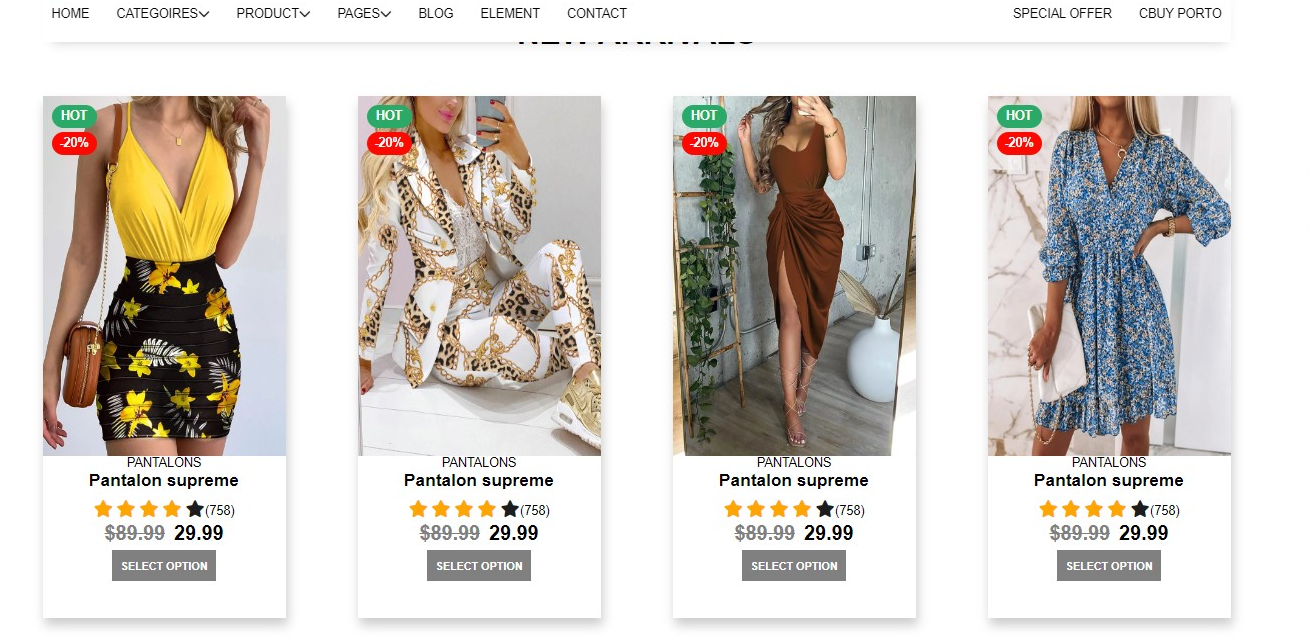 HOME CATEGOIRES PRODUCT PAGES BLOG ELEMENT CONTACT SPECIAL OFFER CBUY PORTO
NEW ARRIVALS
HOT HOT HOT HOT
-20% -20% -20% -20%
PANTALONS PANTALONS PANTALONS PANTALONS
Pantalon supreme Pantalon supreme Pantalon supreme Pantalon supreme
(758) (758) (758) (758)
$89.99 29.99 $89.99 29.99 $89.99 29.99 $89.99 29.99
SELECT OPTION SELECT OPTION SELECT OPTION SELECT OPTION